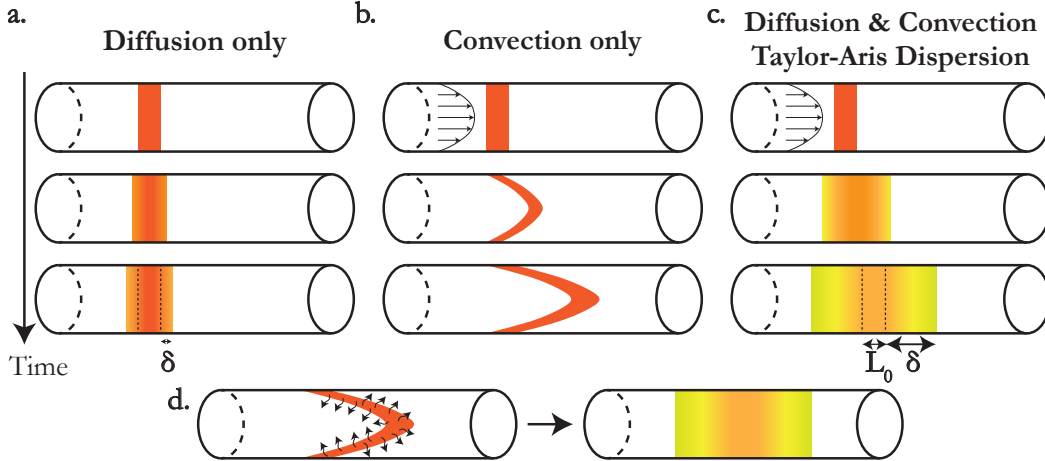 a.
Diffusion only
b.
Convection only
c.
Diffusion & Convection
Taylor-Aris Dispersion
Time
δ
L₀
δ
d.